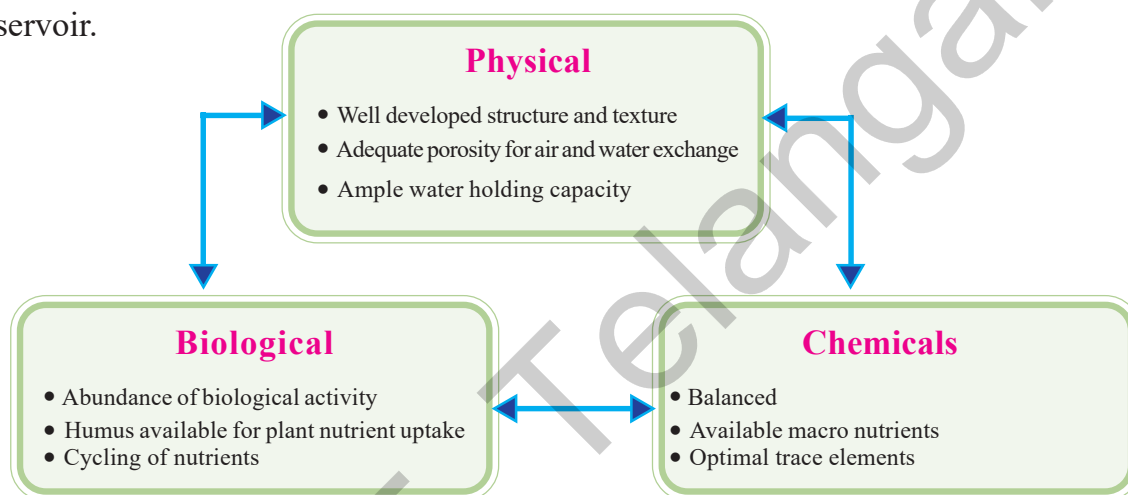 servoir.
Physical
• Well developed structure and texture
• Adequate porosity for air and water exchange
• Ample water holding capacity
Biological
• Abundance of biological activity
• Humus available for plant nutrient uptake
• Cycling of nutrients
Chemicals
• Balanced
• Available macro nutrients
• Optimal trace elements
Telanga